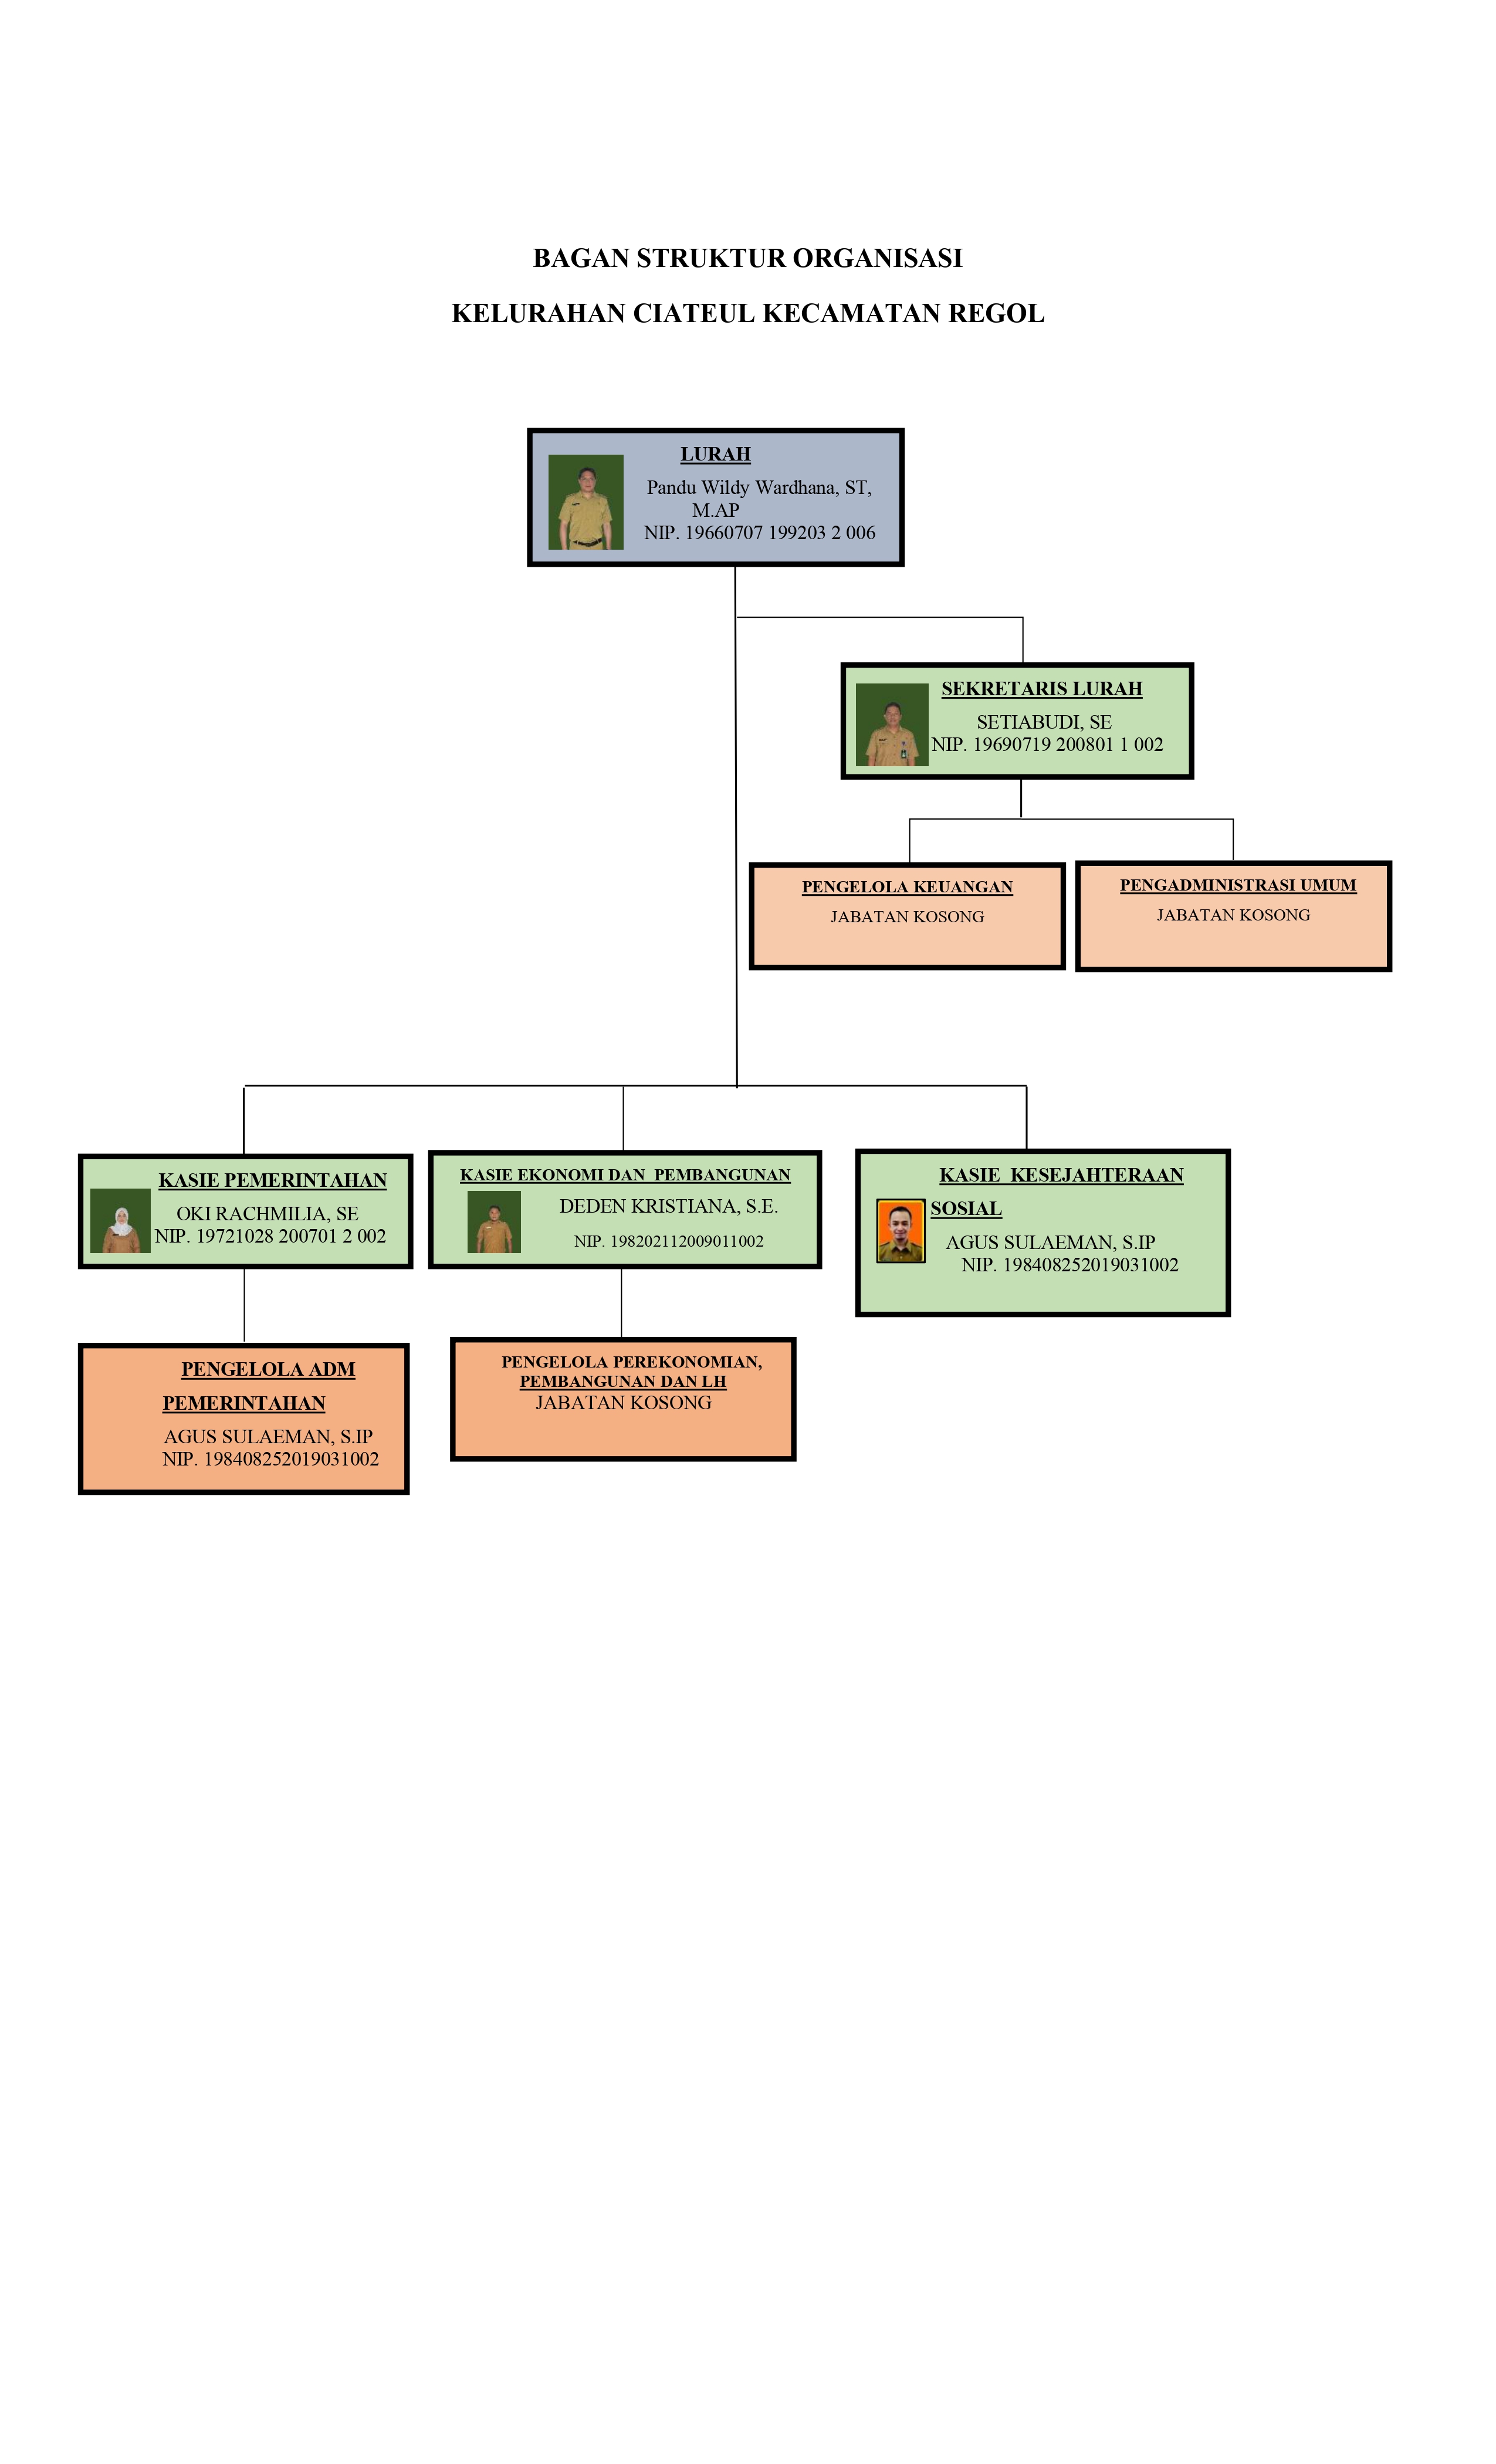 BAGAN STRUKTUR ORGANISASI
KELURAHAN CIATEUL KECAMATAN REGOL
LURAH
Pandu Wildy Wardhana, ST,
M.AP
NIP. 19660707 199203 2 006
SEKRETARIS LURAH
SETIABUDI, SE
NIP. 19690719 200801 1 002
PENGELOLA KEUANGAN
JABATAN KOSONG
PENGADMINISTRASI UMUM
JABATAN KOSONG
KASIE PEMERINTAHAN
OKI RACHMILIA, SE
NIP. 19721028 200701 2 002
KASIE EKONOMI DAN  PEMBANGUNAN
DEDEN KRISTIANA, S.E.
NIP. 198202112009011002
KASIE  KESEJAHTERAAN
SOSIAL
AGUS SULAEMAN, S.IP
NIP. 198408252019031002
PENGELOLA ADM
PEMERINTAHAN
AGUS SULAEMAN, S.IP
NIP. 198408252019031002
PENGELOLA PEREKONOMIAN,
PEMBANGUNAN DAN LH
JABATAN KOSONG